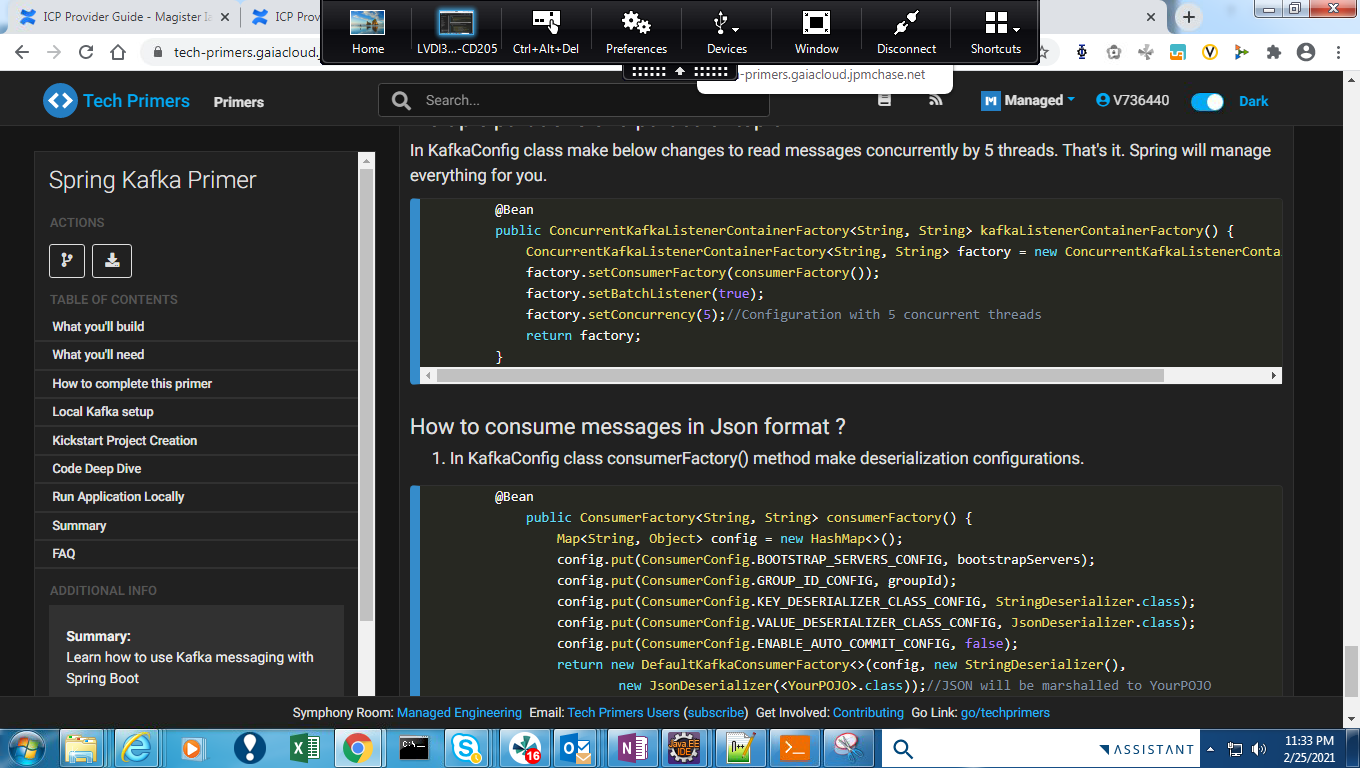 ICP Provider Guide - Magister
ICP Prov
tech-primers.gaiacloud.
Home
LVDI3...-CD205
Ctrl+Alt+Del
Preferences
Devices
Window
Disconnect
Shortcuts
-primers.gaiacloud.jpmchase.net
Tech Primers
Primers
Search...
Managed
V736440
Dark
Spring Kafka Primer
ACTIONS
TABLE OF CONTENTS
What you'll build
What you'll need
How to complete this primer
Local Kafka setup
Kickstart Project Creation
Code Deep Dive
Run Application Locally
Summary
FAQ
ADDITIONAL INFO
Summary:
Learn how to use Kafka messaging with
Spring Boot
In KafkaConfig class make below changes to read messages concurrently by 5 threads. That's it. Spring will manage
everything for you.
@Bean
public ConcurrentKafkaListenerContainerFactory<String, String> kafkaListenerContainerFactory() {
ConcurrentKafkaListenerContainerFactory<String, String> factory = new ConcurrentKafkaListenerConta
factory.setConsumerFactory(consumerFactory());
factory.setBatchListener(true);
factory.setConcurrency(5);//Configuration with 5 concurrent threads
return factory;
}
How to consume messages in Json format ?
1. In KafkaConfig class consumerFactory() method make deserialization configurations.
@Bean
public ConsumerFactory<String, String> consumerFactory() {
Map<String, Object> config = new HashMap<>();
config.put(ConsumerConfig.BOOTSTRAP_SERVERS_CONFIG, bootstrapServers);
config.put(ConsumerConfig.GROUP_ID_CONFIG, groupId);
config.put(ConsumerConfig.KEY_DESERIALIZER_CLASS_CONFIG, StringDeserializer.class);
config.put(ConsumerConfig.VALUE_DESERIALIZER_CLASS_CONFIG, JsonDeserializer.class);
config.put(ConsumerConfig.ENABLE_AUTO_COMMIT_CONFIG, false);
return new DefaultKafkaConsumerFactory<>(config, new StringDeserializer(),
new JsonDeserializer(<YourPOJO>.class));//JSON will be marshalled to YourPOJO
Symphony Room: Managed Engineering Email: Tech Primers Users (subscribe) Get Involved: Contributing Go Link: go/techprimers
16
Java EE
IDE
ASSISTANT
11:33 PM
2/25/2021